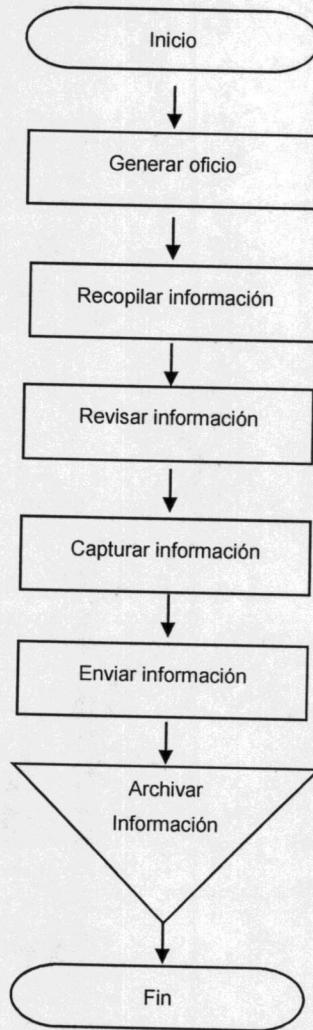 Inicio
Generar oficio
Recopilar información
Revisar información
Capturar información
Enviar información
Archivar
Información
Fin